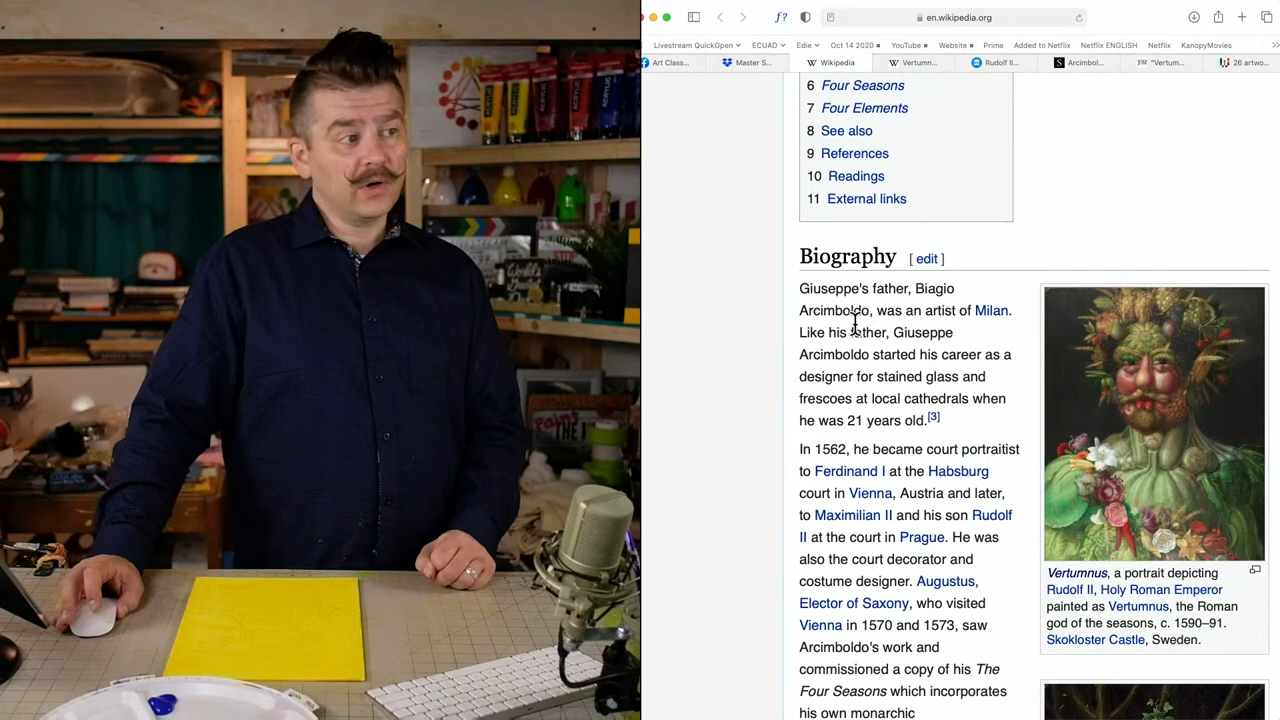 f?
en.wikipedia.org
Livestream QuickOpen ECUAD Edie Oct 14 2020 YouTube Website Prime Added to Netflix Netflix ENGLISH Netflix KanopyMovies
Art Class... Master S... Wikipedia Vertumn... Rudolf II... Arcimbol... "Vertum... 26 artwo...
6 Four Seasons
7 Four Elements
8 See also
9 References
10 Readings
11 External links
Biography [ edit ]
Giuseppe's father, Biagio
Arcimboldo, was an artist of Milan.
Like his father, Giuseppe
Arcimboldo started his career as a
designer for stained glass and
frescoes at local cathedrals when
he was 21 years old.[3]
In 1562, he became court portraitist
to Ferdinand I at the Habsburg
court in Vienna, Austria and later,
to Maximilian II and his son Rudolf
II at the court in Prague. He was
also the court decorator and
costume designer. Augustus,
Elector of Saxony, who visited
Vienna in 1570 and 1573, saw
Arcimboldo's work and
commissioned a copy of his The
Four Seasons which incorporates
his own monarchic
Vertumnus, a portrait depicting
Rudolf II, Holy Roman Emperor
painted as Vertumnus, the Roman
god of the seasons, c. 1590–91.
Skokloster Castle, Sweden.
ACRYLIC
World's